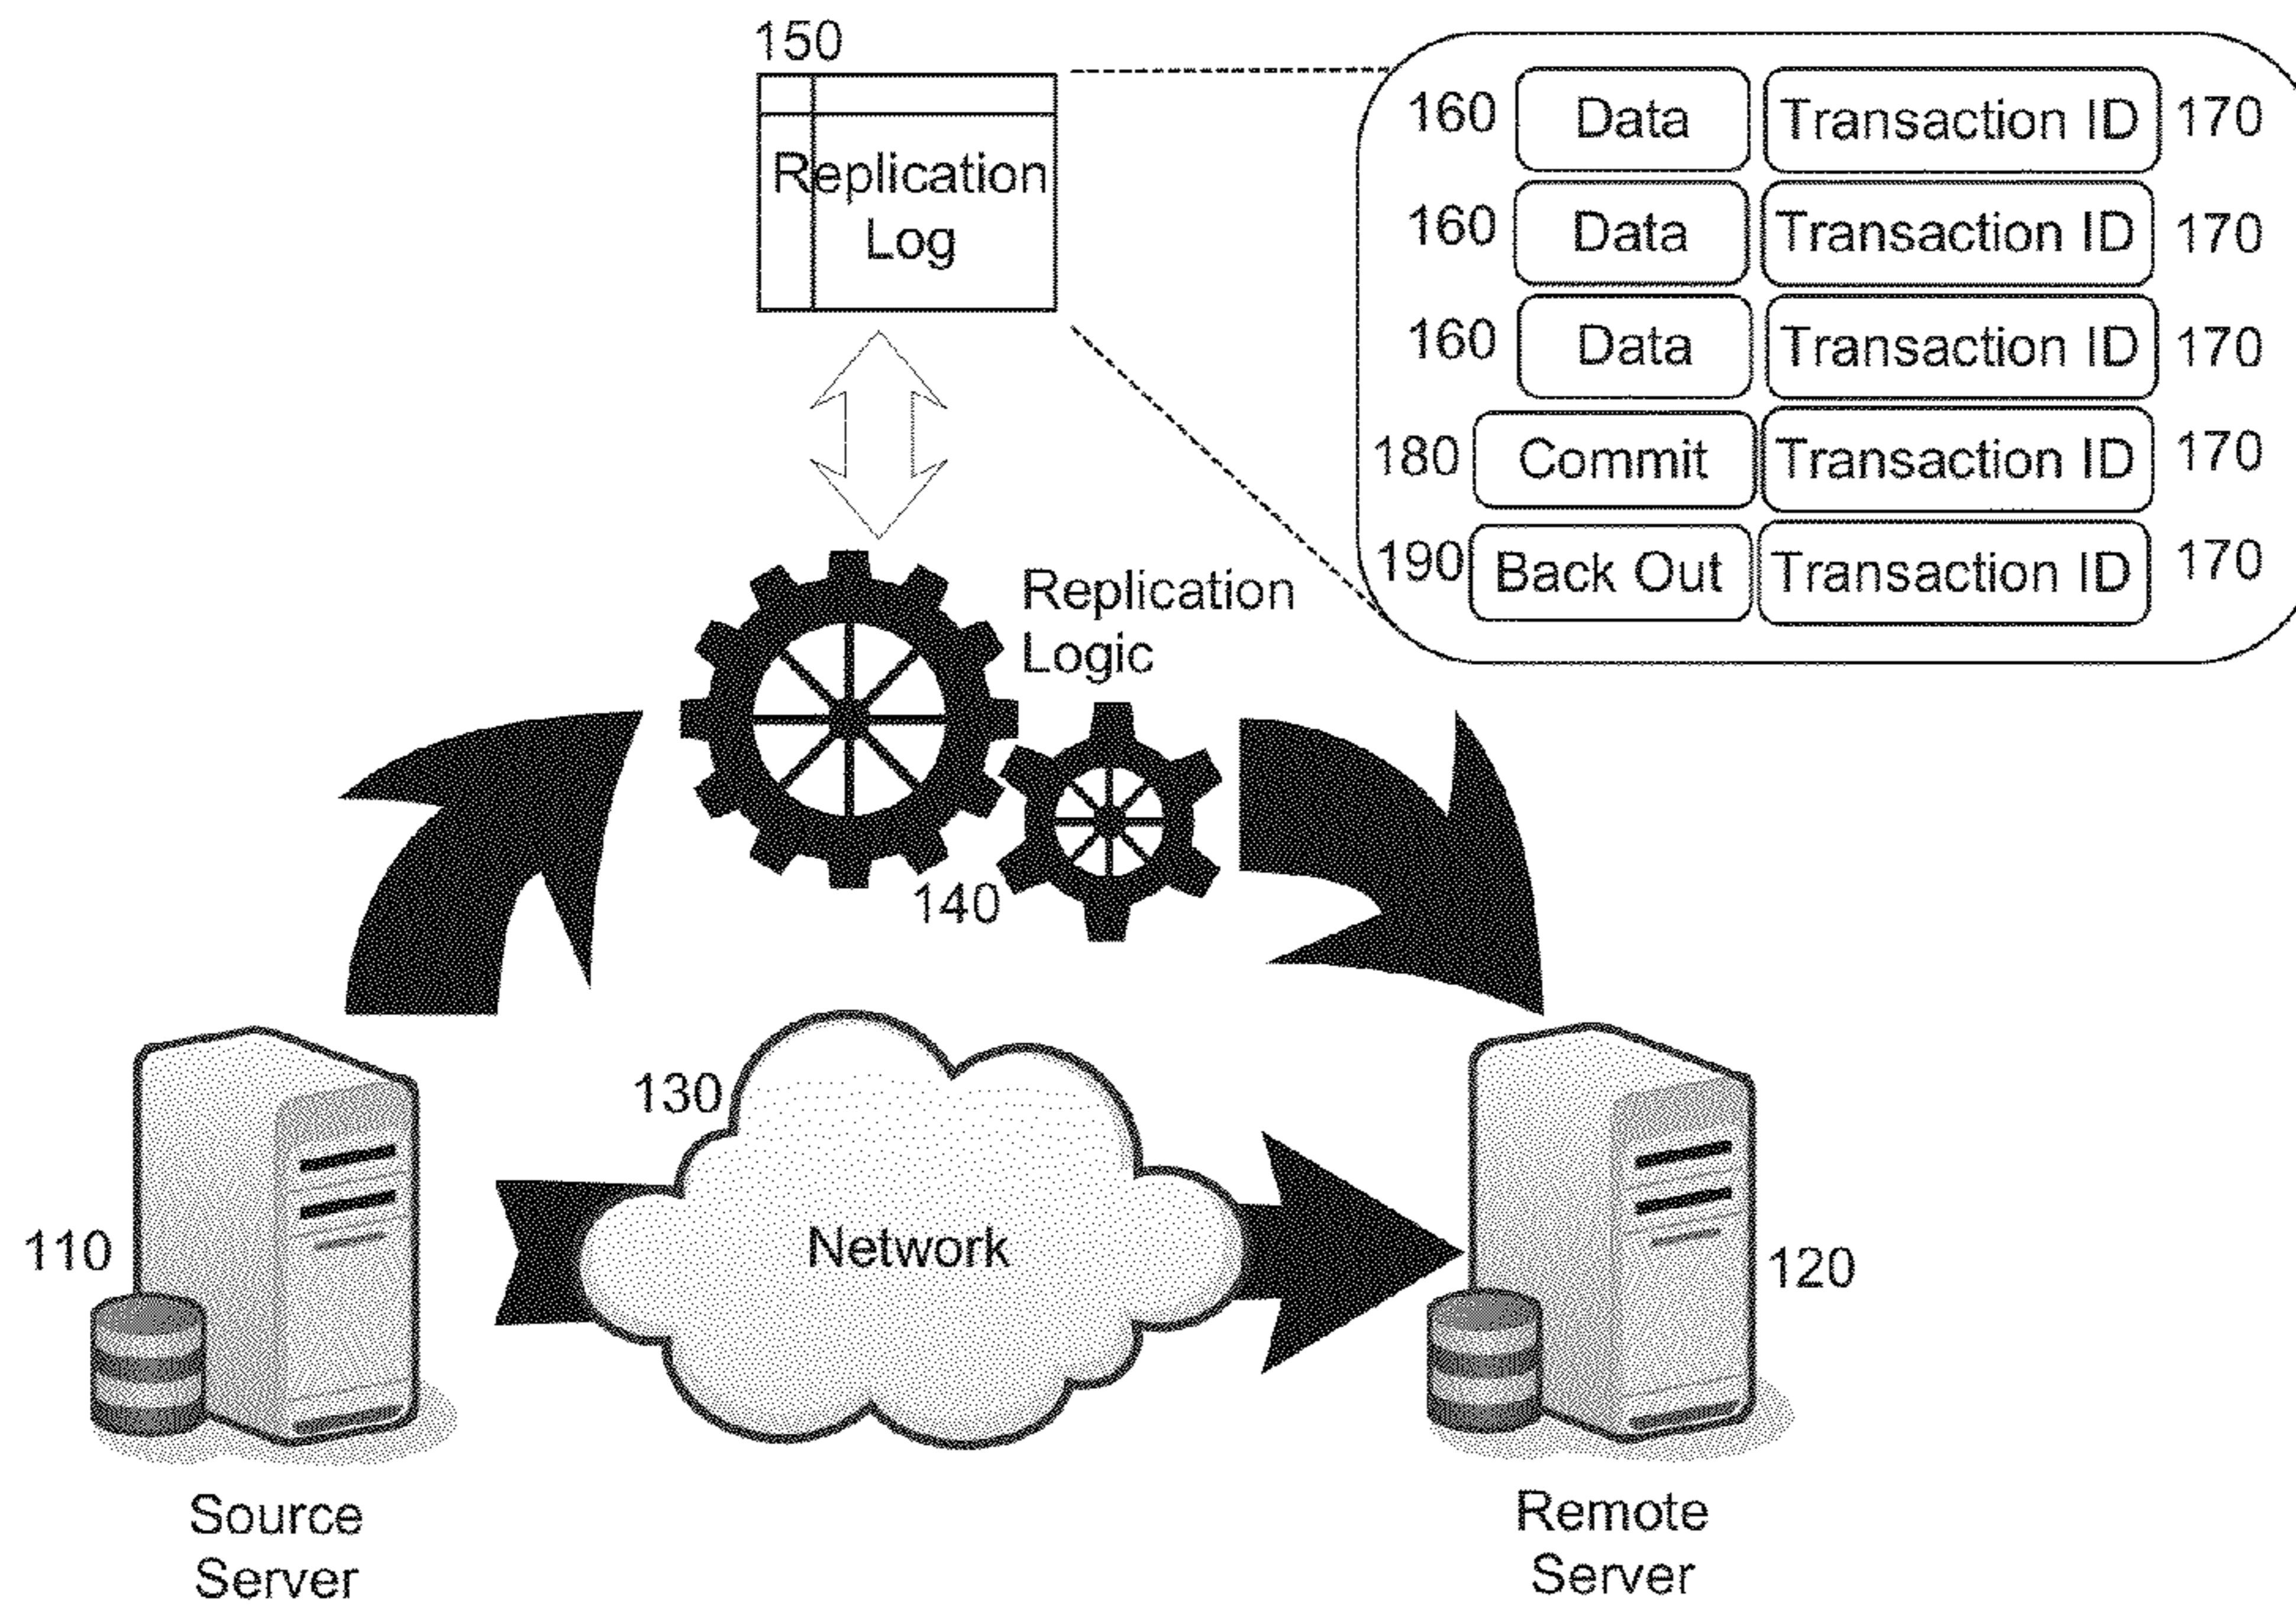 150
Replication
Log
160 Data Transaction ID 170
160 Data Transaction ID 170
160 Data Transaction ID 170
180 Commit Transaction ID 170
190 Back Out Transaction ID 170
Replication
Logic
140
130
Network
110
120
Source
Server
Remote
Server